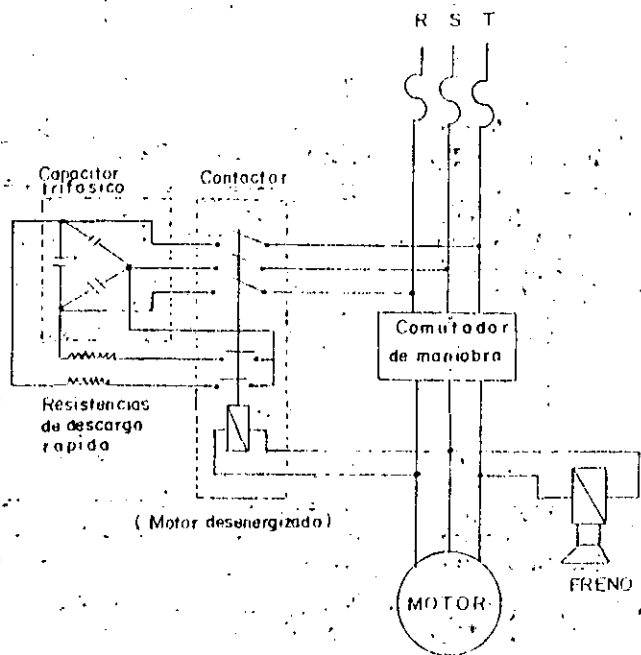 R S T
Capacitor
trifasico
Contactor
Comutador
de maniobra
Resistencias
de descarga
rapida
( Motor desenergizado )
FRENO
MOTOR